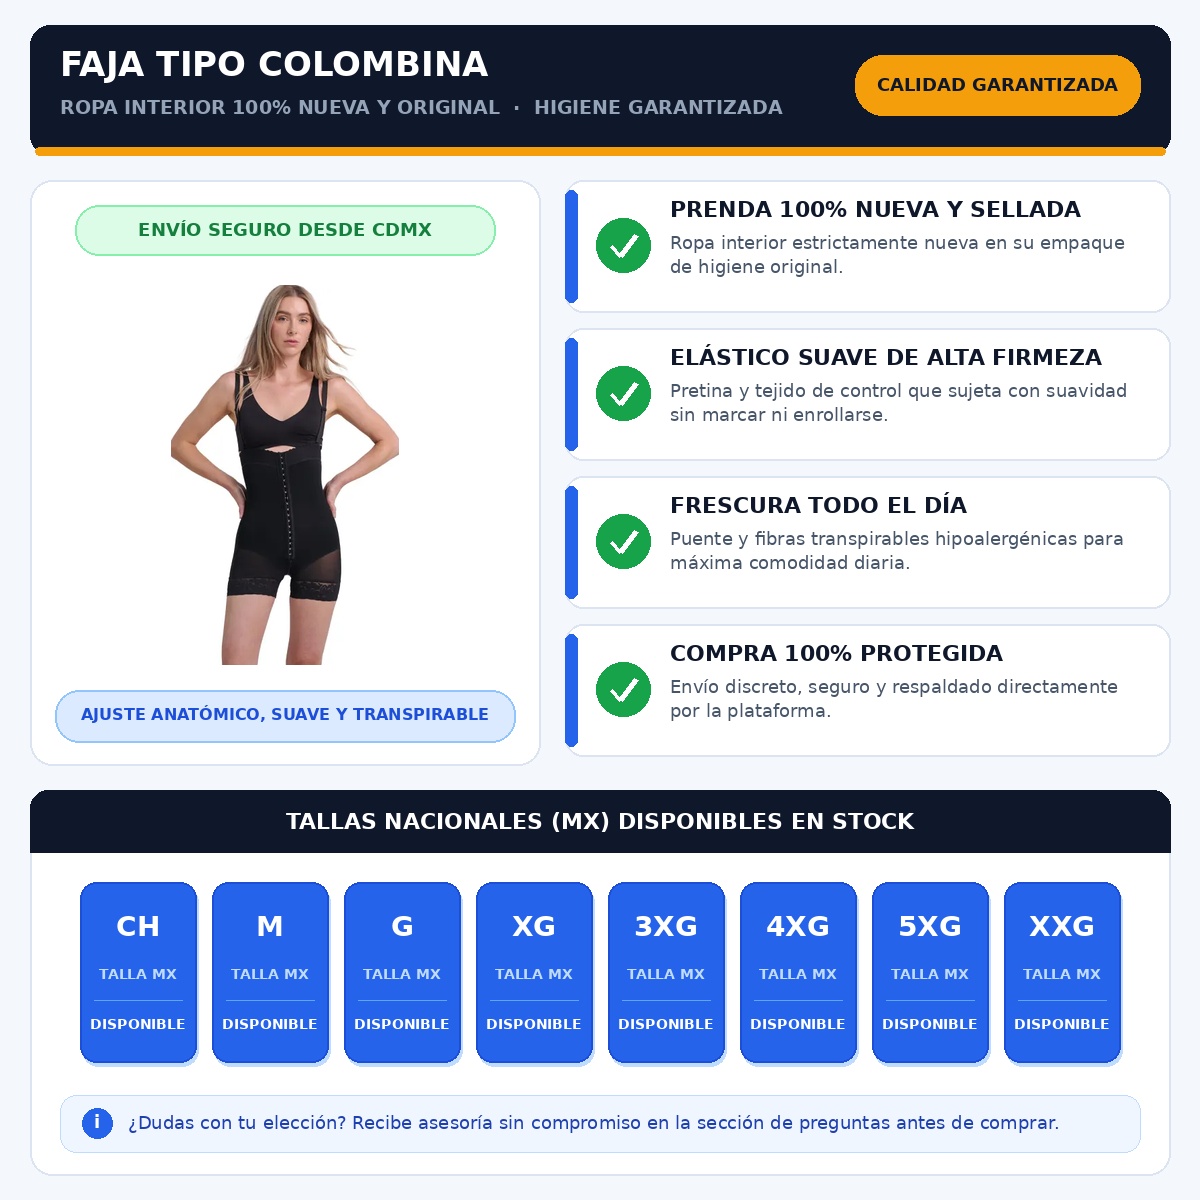 FAJA TIPO COLOMBINA
ROPA INTERIOR 100% NUEVA Y ORIGINAL · HIGIENE GARANTIZADA
CALIDAD GARANTIZADA
ENVÍO SEGURO DESDE CDMX
AJUSTE ANATÓMICO, SUAVE Y TRANSPIRABLE
PRENDA 100% NUEVA Y SELLADA
Ropa interior estrictamente nueva en su empaque
de higiene original.
ELÁSTICO SUAVE DE ALTA FIRMEZA
Pretina y tejido de control que sujeta con suavidad
sin marcar ni enrollarse.
FRESCURA TODO EL DÍA
Puente y fibras transpirables hipoalergénicas para
máxima comodidad diaria.
COMPRA 100% PROTEGIDA
Envío discreto, seguro y respaldado directamente
por la plataforma.
TALLAS NACIONALES (MX) DISPONIBLES EN STOCK
CH M G XG 3XG 4XG 5XG XXG
TALLA MX TALLA MX TALLA MX TALLA MX TALLA MX TALLA MX TALLA MX TALLA MX
DISPONIBLE DISPONIBLE DISPONIBLE DISPONIBLE DISPONIBLE DISPONIBLE DISPONIBLE DISPONIBLE
i ¿Dudas con tu elección? Recibe asesoría sin compromiso en la sección de preguntas antes de comprar.